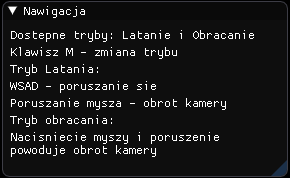 Nawigacja
Dostepne tryby: Latanie i Obracanie
Klawisz M - zmiana trybu
Tryb Latania:
WSAD - poruszanie sie
Poruszanie mysza - obrot kamery
Tryb obracania:
Nacisniecie myszy i poruszenie
powoduje obrot kamery